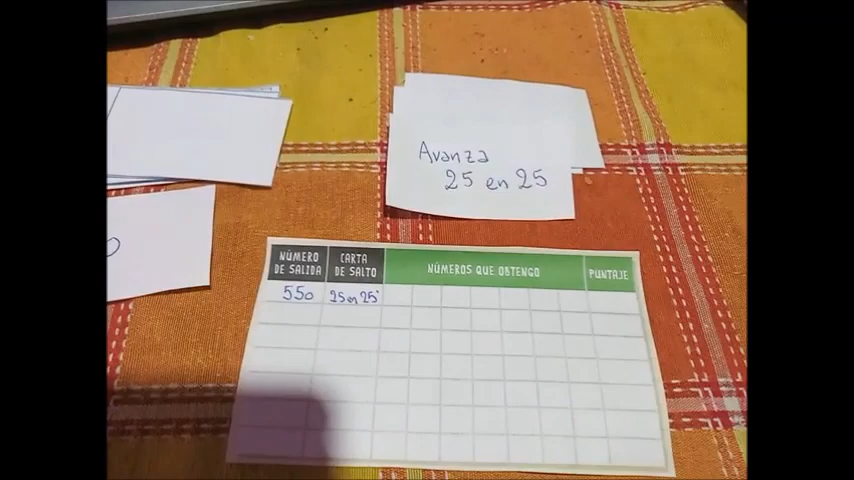 Avanza
25 en 25
NÚMERO
DE SALIDA
CARTA
DE SALTO
NÚMEROS QUE OBTENGO
PUNTAJE
550
25 en 25